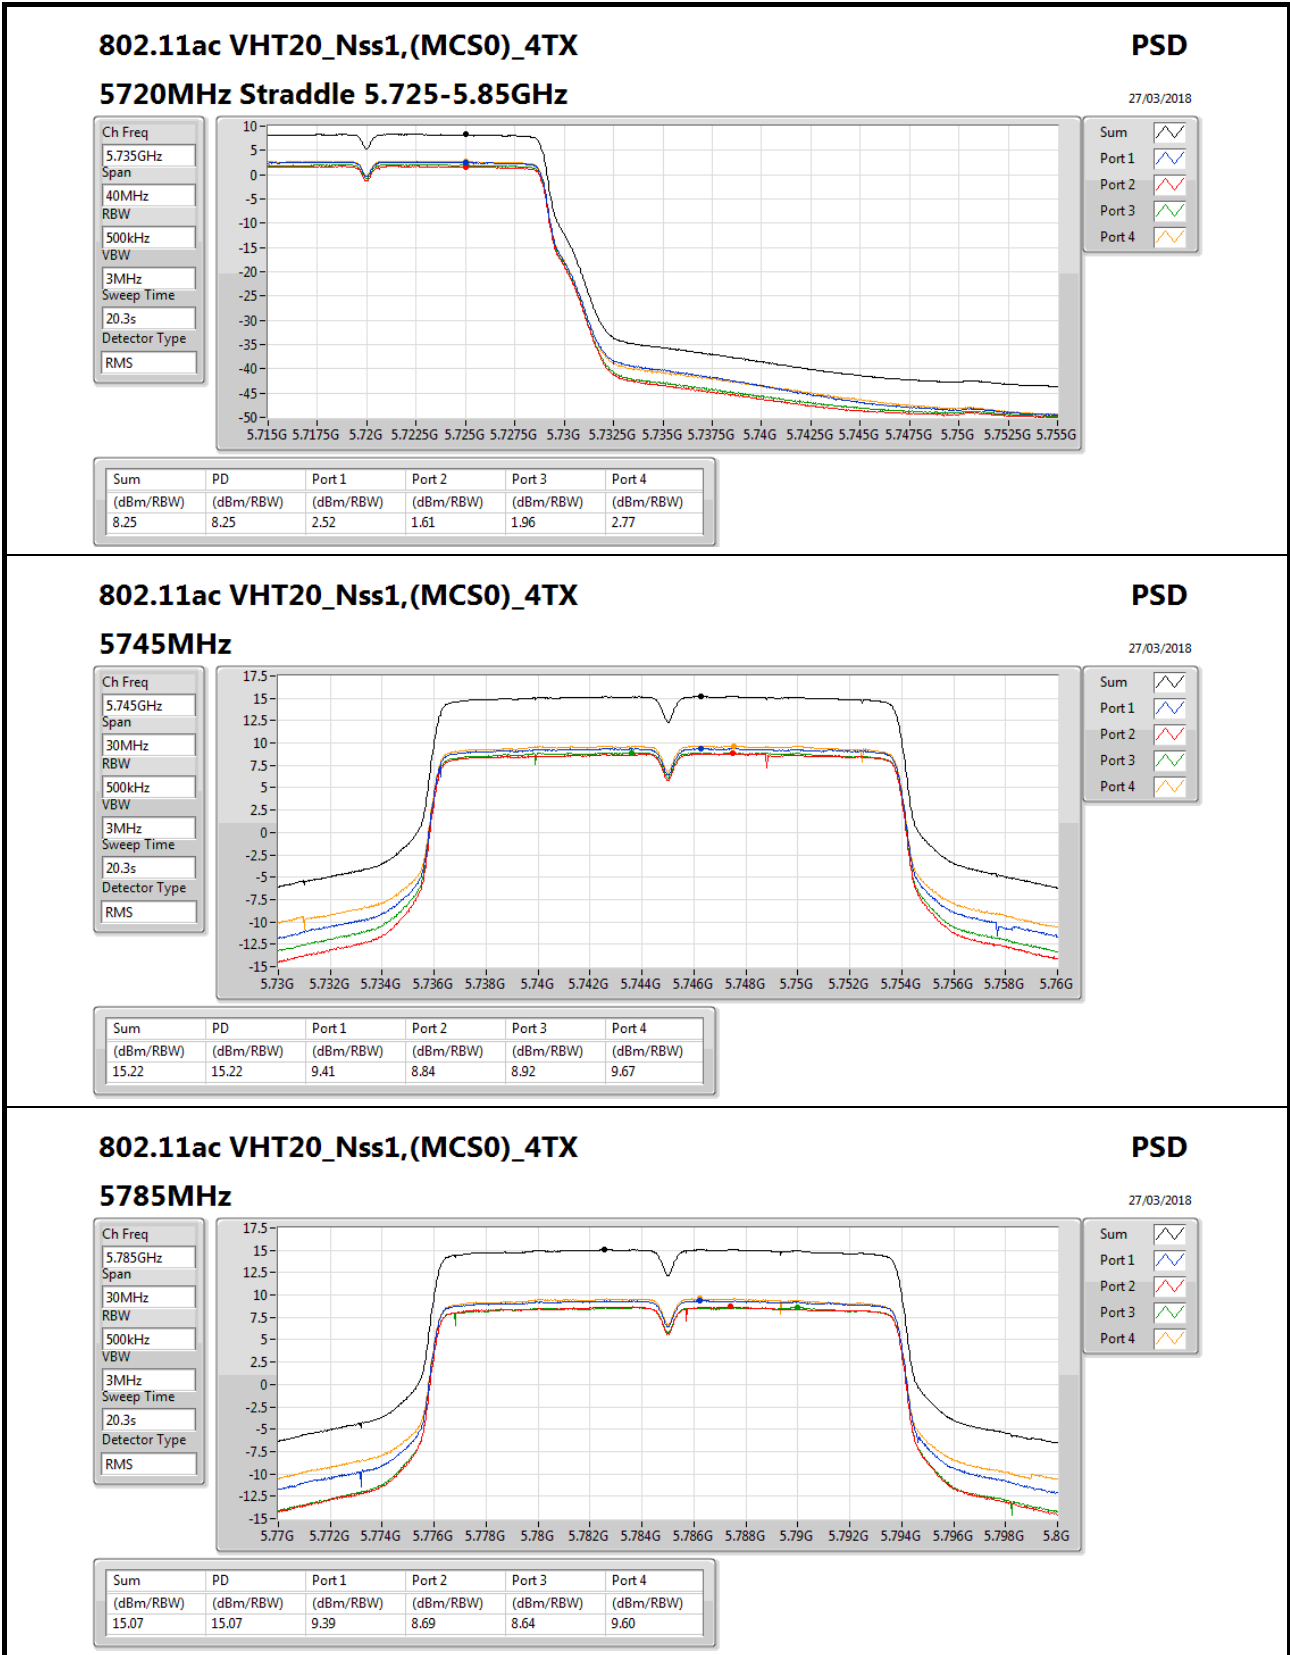 802.11ac VHT20_Nss1,(MCS0)_4TX PSD
5720MHz Straddle 5.725-5.85GHz 27/03/2018
Ch Freq
5.735GHz
Span
40MHz
RBW
500kHz
VBW
3MHz
Sweep Time
20.3s
Detector Type
RMS
10
5
0
-5
-10
-15
-20
-25
-30
-35
-40
-45
-50
5.715G 5.7175G 5.72G 5.7225G 5.725G 5.7275G 5.73G 5.7325G 5.735G 5.7375G 5.74G 5.7425G 5.745G 5.7475G 5.75G 5.7525G 5.755G
Sum
Port 1
Port 2
Port 3
Port 4
Sum PD Port 1 Port 2 Port 3 Port 4
(dBm/RBW) (dBm/RBW) (dBm/RBW) (dBm/RBW) (dBm/RBW) (dBm/RBW)
8.25 8.25 2.52 1.61 1.96 2.77
802.11ac VHT20_Nss1,(MCS0)_4TX PSD
5745MHz 27/03/2018
Ch Freq
5.745GHz
Span
30MHz
RBW
500kHz
VBW
3MHz
Sweep Time
20.3s
Detector Type
RMS
17.5
15
12.5
10
7.5
5
2.5
0
-2.5
-5
-7.5
-10
-12.5
-15
5.73G 5.732G 5.734G 5.736G 5.738G 5.74G 5.742G 5.744G 5.746G 5.748G 5.75G 5.752G 5.754G 5.756G 5.758G 5.76G
Sum
Port 1
Port 2
Port 3
Port 4
Sum PD Port 1 Port 2 Port 3 Port 4
(dBm/RBW) (dBm/RBW) (dBm/RBW) (dBm/RBW) (dBm/RBW) (dBm/RBW)
15.22 15.22 9.41 8.84 8.92 9.67
802.11ac VHT20_Nss1,(MCS0)_4TX PSD
5785MHz 27/03/2018
Ch Freq
5.785GHz
Span
30MHz
RBW
500kHz
VBW
3MHz
Sweep Time
20.3s
Detector Type
RMS
17.5
15
12.5
10
7.5
5
2.5
0
-2.5
-5
-7.5
-10
-12.5
-15
5.77G 5.772G 5.774G 5.776G 5.778G 5.78G 5.782G 5.784G 5.786G 5.788G 5.79G 5.792G 5.794G 5.796G 5.798G 5.8G
Sum
Port 1
Port 2
Port 3
Port 4
Sum PD Port 1 Port 2 Port 3 Port 4
(dBm/RBW) (dBm/RBW) (dBm/RBW) (dBm/RBW) (dBm/RBW) (dBm/RBW)
15.07 15.07 9.39 8.69 8.64 9.60